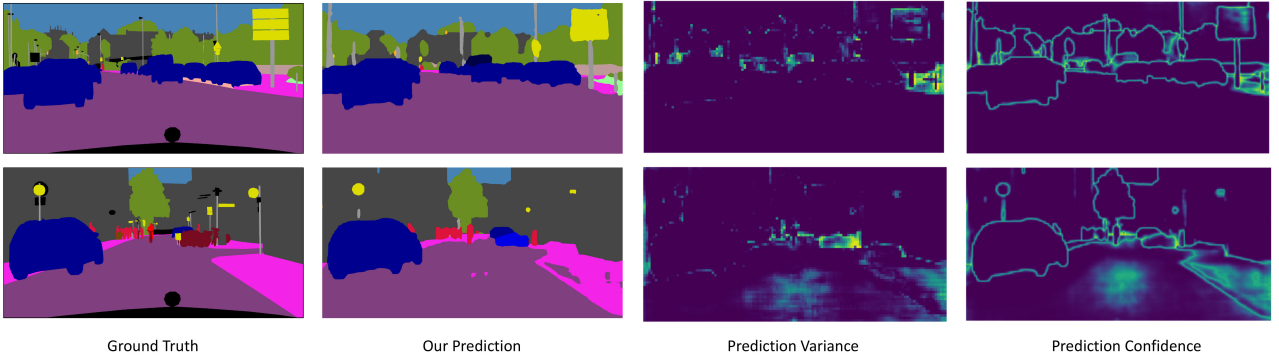 Ground Truth
Our Prediction
Prediction Variance
Prediction Confidence